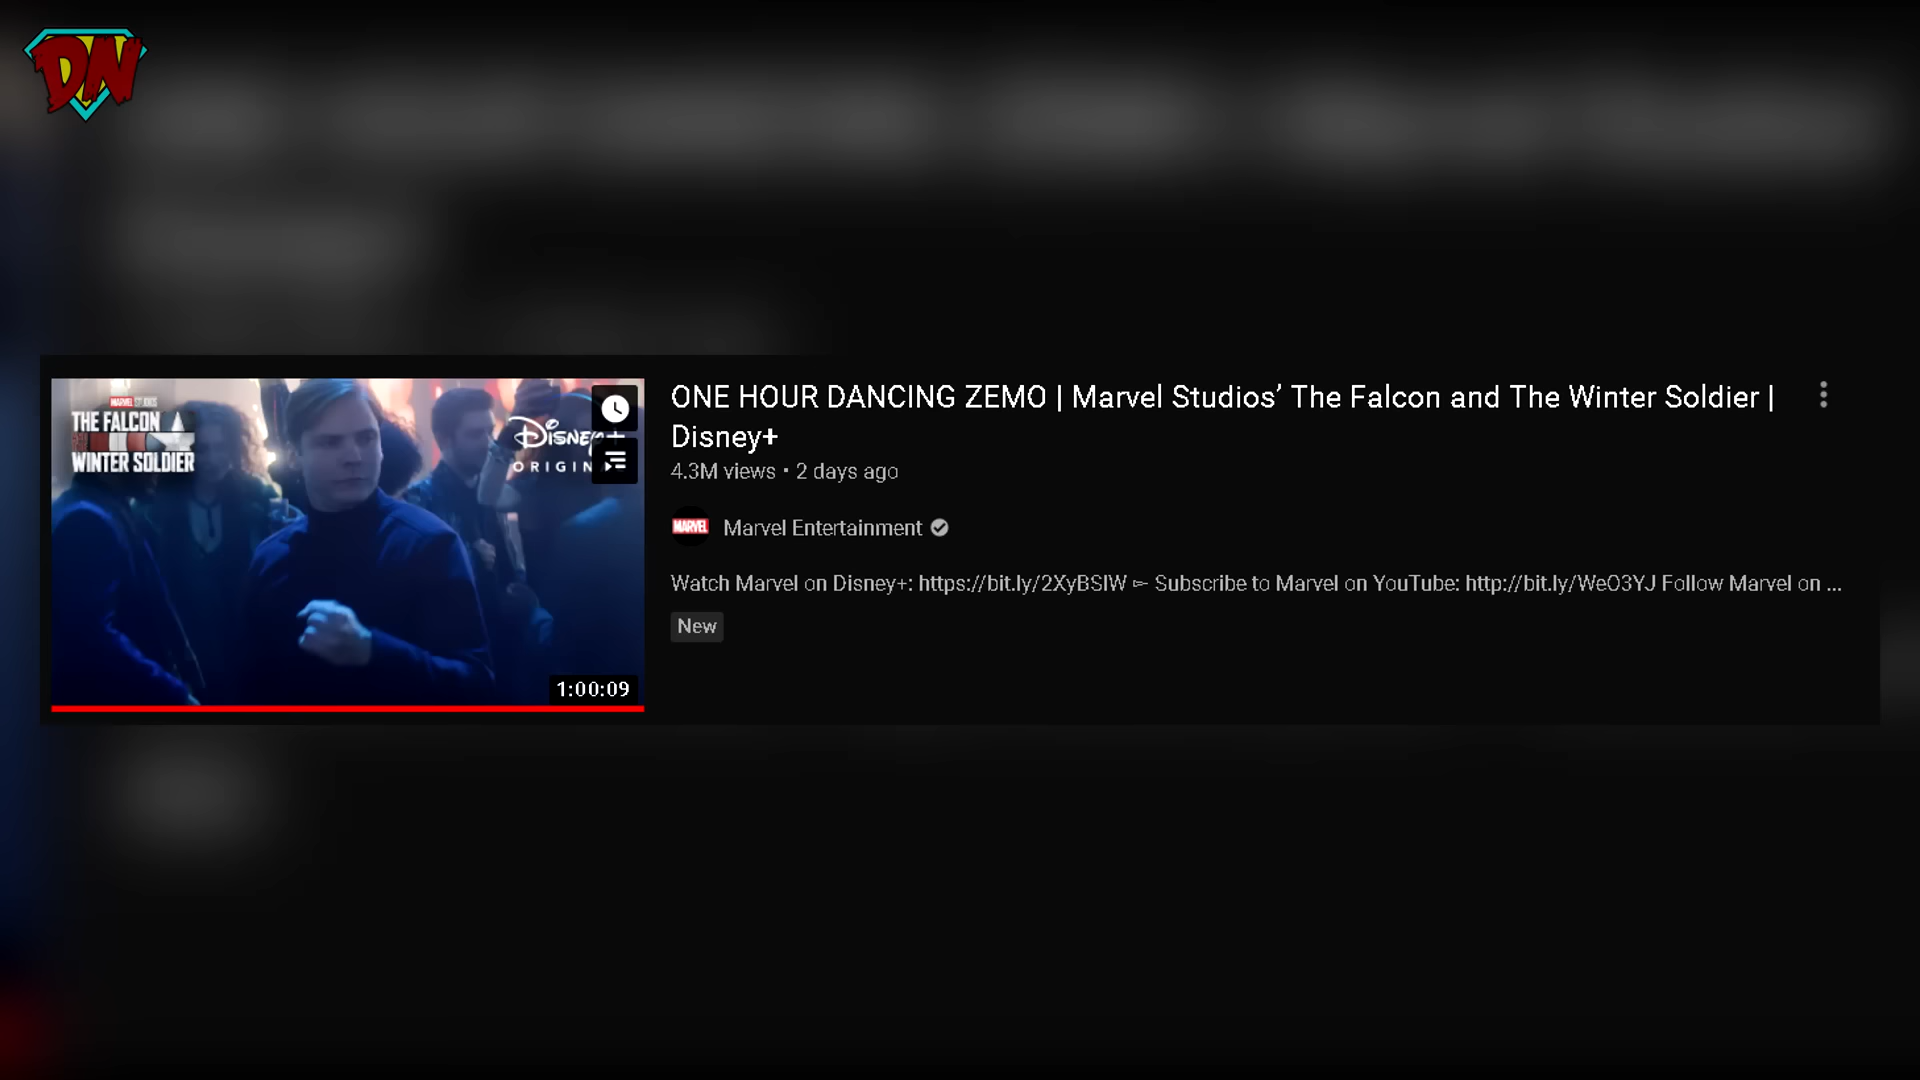 DN
MARVEL STUDIOS
THE FALCON
WINTER SOLDIER
DISNEY+
ORIGIN
1:00:09
ONE HOUR DANCING ZEMO | Marvel Studios’ The Falcon and The Winter Soldier |
Disney+
4.3M views • 2 days ago
MARVEL
Marvel Entertainment
Watch Marvel on Disney+: https://bit.ly/2XyBSIW ► Subscribe to Marvel on YouTube: http://bit.ly/WeO3YJ Follow Marvel on ...
New